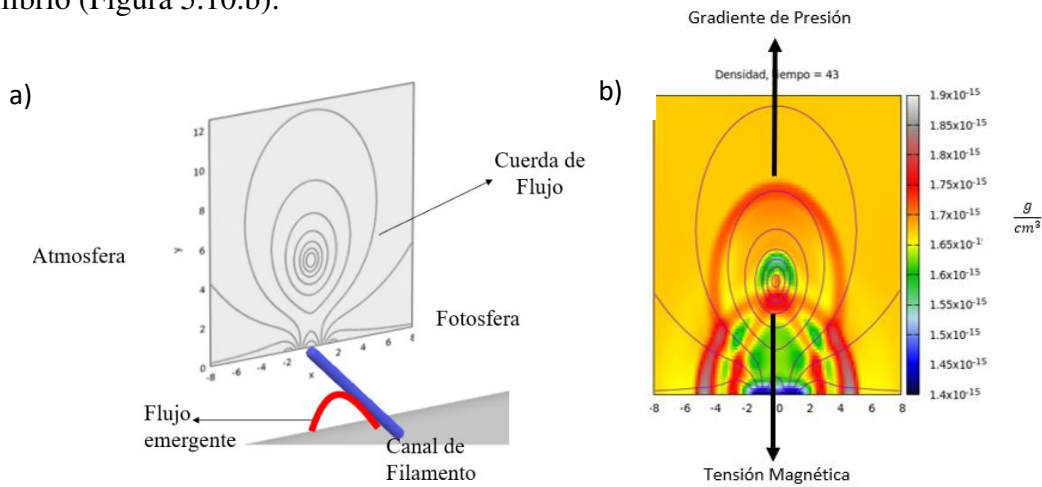 librio (Figura 5.10.b).
a)
12
10
8
6
4
2
0
y
-8
-6
-4
-2
x
2
4
6
Atmosfera
Cuerda de
Flujo
Fotosfera
Flujo
emergente
Canal de
Filamento
b)
Gradiente de Presión
Densidad, tiempo = 43
1.9x10-15
1.85x10-15
1.8x10-15
1.75x10-15
1.7x10-15
1.65x10-1
1.6x10-15
1.55x10-15
1.5x10-15
1.45x10-15
1.4x10-15
g
cm3
-8
-6
-4
-2
0
2
4
6
8
Tensión Magnética